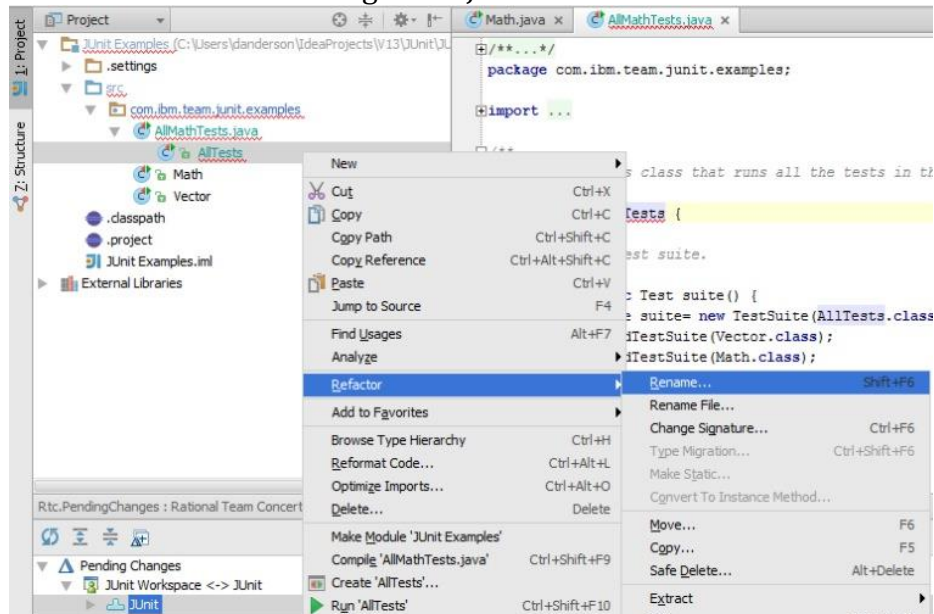 Project
Math.java
AllMathTests.java
1: Project
Z: Structure
JUnit Examples (C:\Users\danderson\IdeaProjects\V13\JUnit\JU
.settings
src
com.ibm.team.junit.examples
AllMathTests.java
AllTests
Math
Vector
.classpath
.project
JUnit Examples.iml
External Libraries
/**...*/
package com.ibm.team.junit.examples;
import ...
/**
s class that runs all the tests in th
Tests {
est suite.
c Test suite() {
e suite= new TestSuite(AllTests.class
dTestSuite(Vector.class);
dTestSuite(Math.class);
New
Cut Ctrl+X
Copy Ctrl+C
Copy Path Ctrl+Shift+C
Copy Reference Ctrl+Alt+Shift+C
Paste Ctrl+V
Jump to Source F4
Find Usages Alt+F7
Analyze
Refactor
Add to Favorites
Browse Type Hierarchy Ctrl+H
Reformat Code... Ctrl+Alt+L
Optimize Imports... Ctrl+Alt+O
Delete... Delete
Make Module 'JUnit Examples'
Compile 'AllMathTests.java' Ctrl+Shift+F9
Create 'AllTests'...
Run 'AllTests' Ctrl+Shift+F10
Rename... Shift+F6
Rename File...
Change Signature... Ctrl+F6
Type Migration... Ctrl+Shift+F6
Make Static...
Convert To Instance Method...
Move... F6
Copy... F5
Safe Delete... Alt+Delete
Extract
Rtc.PendingChanges : Rational Team Concert
Pending Changes
JUnit Workspace <-> JUnit
JUnit